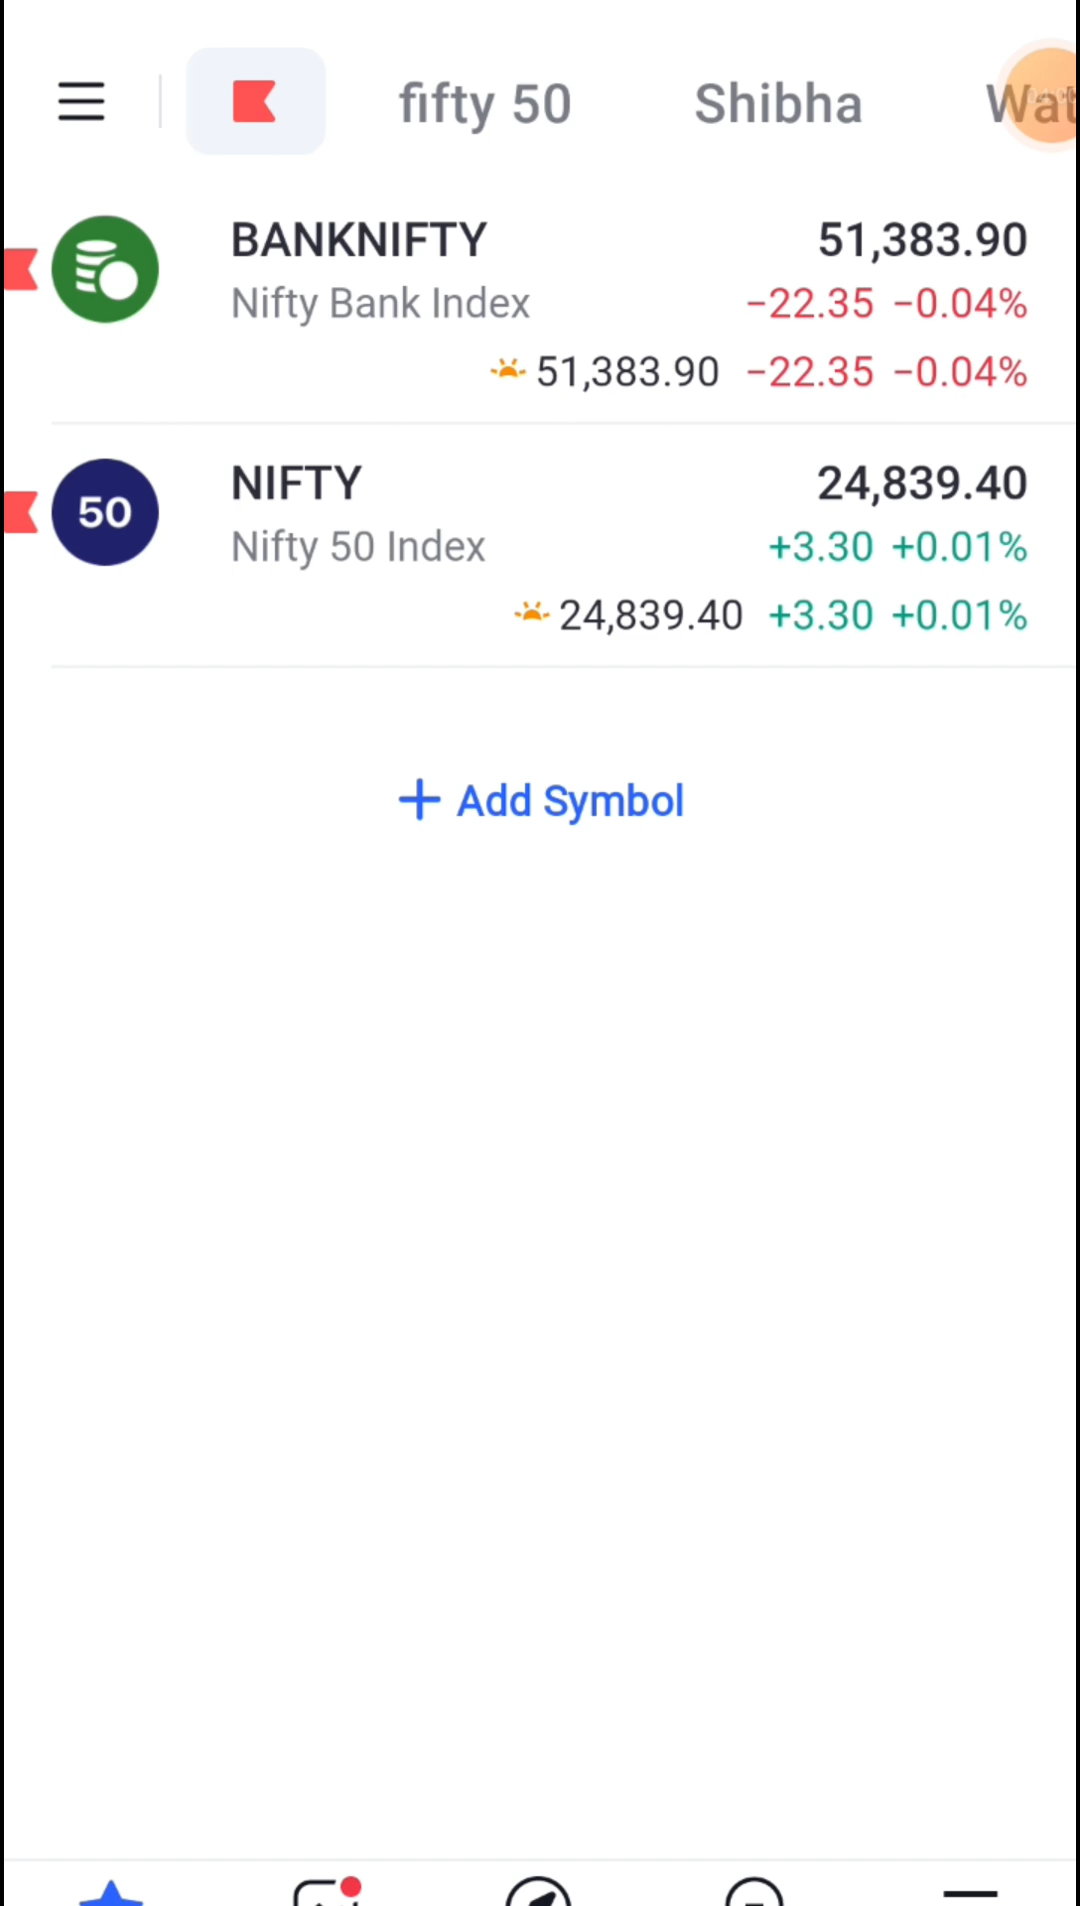 fifty 50 Shibha
BANKNIFTY 51,383.90
Nifty Bank Index −22.35 −0.04%
51,383.90 −22.35 −0.04%
50 NIFTY 24,839.40
Nifty 50 Index +3.30 +0.01%
24,839.40 +3.30 +0.01%
+ Add Symbol